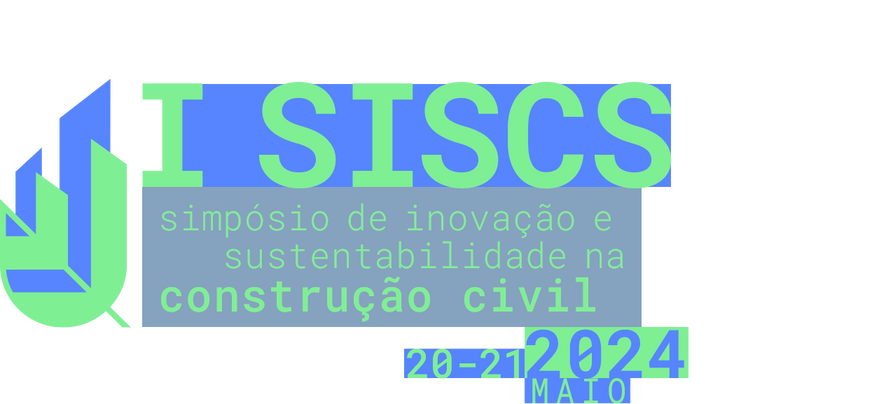 I SISCS
simpósio de inovação e
sustentabilidade na
construção civil
20-21 2024
MAIO